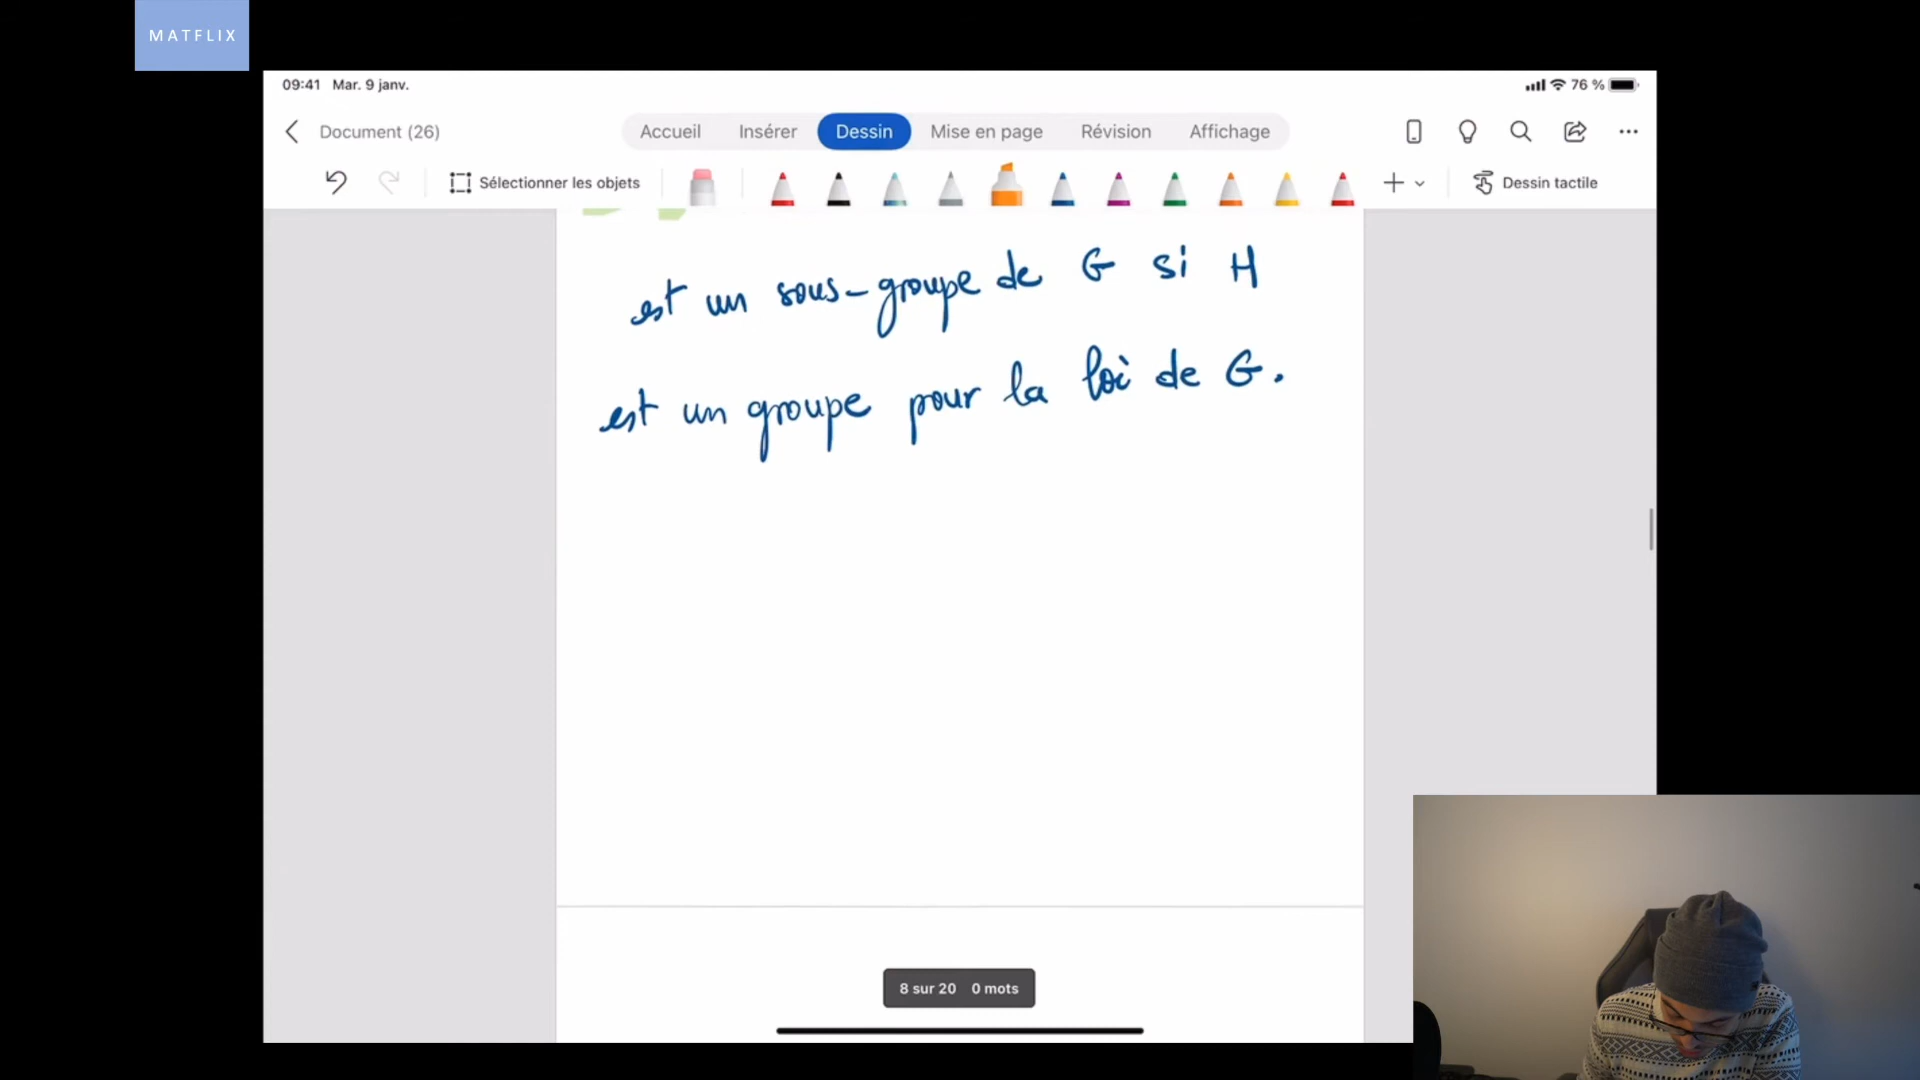 MATFLIX
09:41 Mar. 9 janv.
76 %
Document (26)
Accueil Insérer Dessin Mise en page Révision Affichage
Sélectionner les objets
Dessin tactile
est un sous-groupe de G si H
est un groupe pour la loi de G.
8 sur 20 0 mots